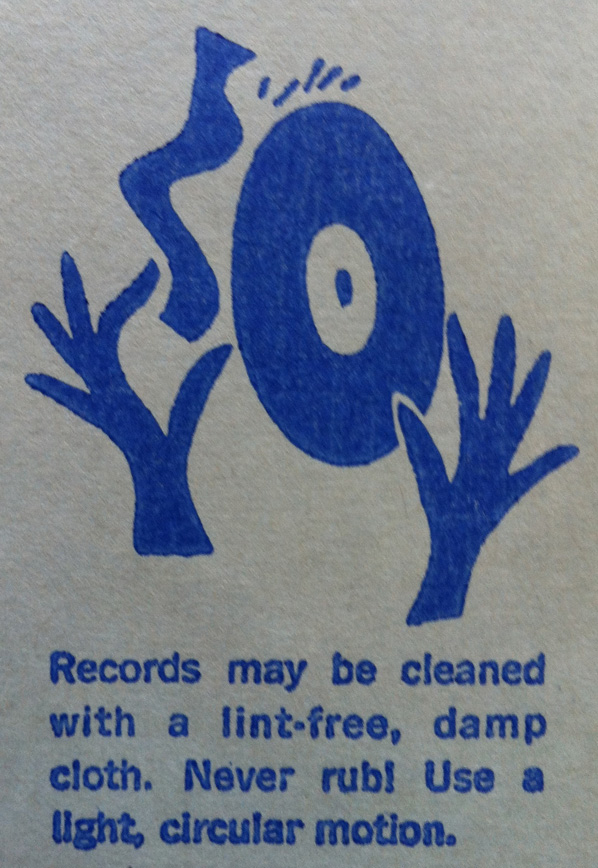 Records may be cleaned
with a lint-free, damp
cloth. Never rub! Use a
light, circular motion.